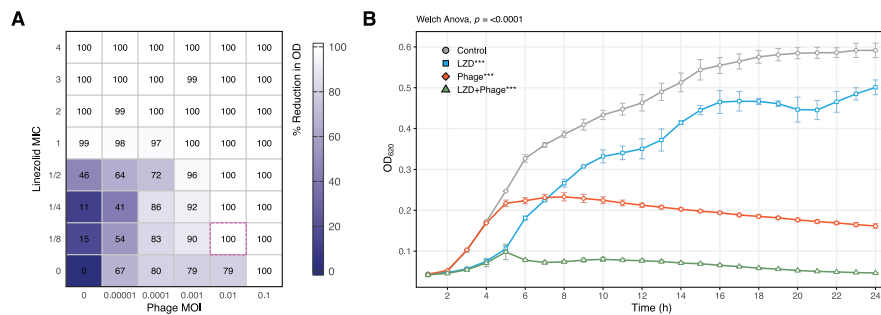 A
Linezolid MIC
4 100 100 100 100 100 100
3 100 100 100 99 100 100
2 100 99 100 100 100 100
1 99 98 97 100 100 100
1/2 46 64 72 96 100 100
1/4 11 41 86 92 100 100
1/8 15 54 83 90 100 100
0 0 67 80 79 79 100
0 0.00001 0.0001 0.001 0.01 0.1
Phage MOI
% Reduction in OD
100
80
60
40
20
0
B
Welch Anova, p = <0.0001
Control
LZD***
Phage***
LZD+Phage***
OD620
0.6
0.5
0.4
0.3
0.2
0.1
2 4 6 8 10 12 14 16 18 20 22 24
Time (h)